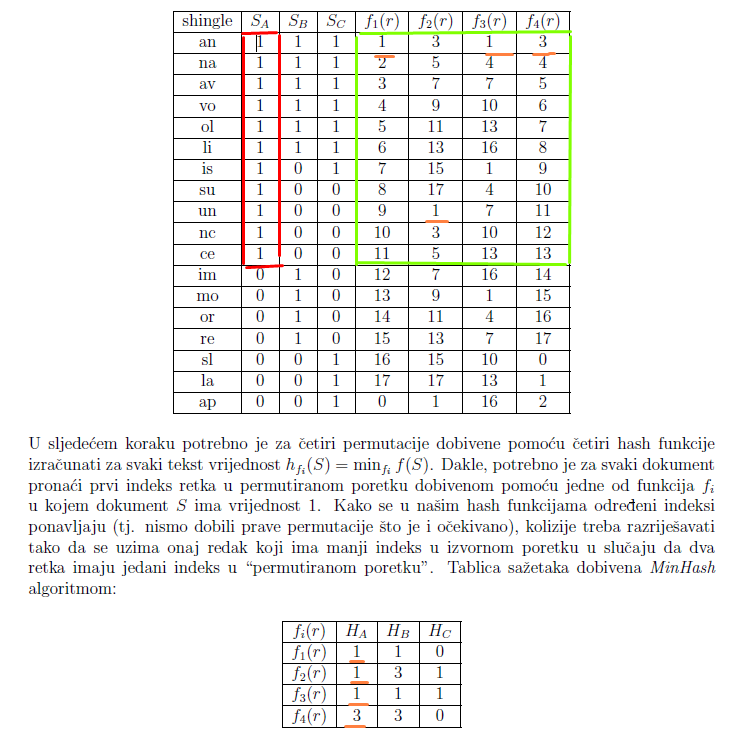 shingle S_A S_B S_C f_1(r) f_2(r) f_3(r) f_4(r)
an 1 1 1 1 3 1 3
na 1 1 1 2 5 4 4
av 1 1 1 3 7 7 5
vo 1 1 1 4 9 10 6
ol 1 1 1 5 11 13 7
li 1 1 1 6 13 16 8
is 1 0 1 7 15 1 9
su 1 0 0 8 17 4 10
un 1 0 0 9 1 7 11
nc 1 0 0 10 3 10 12
ce 1 0 0 11 5 13 13
im 0 1 0 12 7 16 14
mo 0 1 0 13 9 1 15
or 0 1 0 14 11 4 16
re 0 1 0 15 13 7 17
sl 0 0 1 16 15 10 0
la 0 0 1 17 17 13 1
ap 0 0 1 0 1 16 2
U sljedećem koraku potrebno je za četiri permutacije dobivene pomoću četiri hash funkcije
izračunati za svaki tekst vrijednost h_{f_i}(S) = min_{f_i} f(S). Dakle, potrebno je za svaki dokument
pronaći prvi indeks retka u permutiranom poretku dobivenom pomoću jedne od funkcija f_i
u kojem dokument S ima vrijednost 1. Kako se u našim hash funkcijama određeni indeksi
ponavljaju (tj. nismo dobili prave permutacije što je i očekivano), kolizije treba razriješavati
tako da se uzima onaj redak koji ima manji indeks u izvornom poretku u slučaju da dva
retka imaju jedani indeks u “permutiranom poretku”. Tablica sažetaka dobivena MinHash
algoritmom:
f_i(r) H_A H_B H_C
f_1(r) 1 1 0
f_2(r) 1 3 1
f_3(r) 1 1 1
f_4(r) 3 3 0